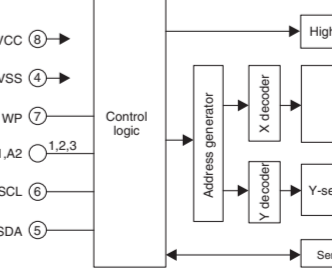 VCC 8
VSS 4
WP 7
,A2 1,2,3
SCL 6
SDA 5
Control
logic
Address generator
X decoder
Y decoder
High
Y-se
Se